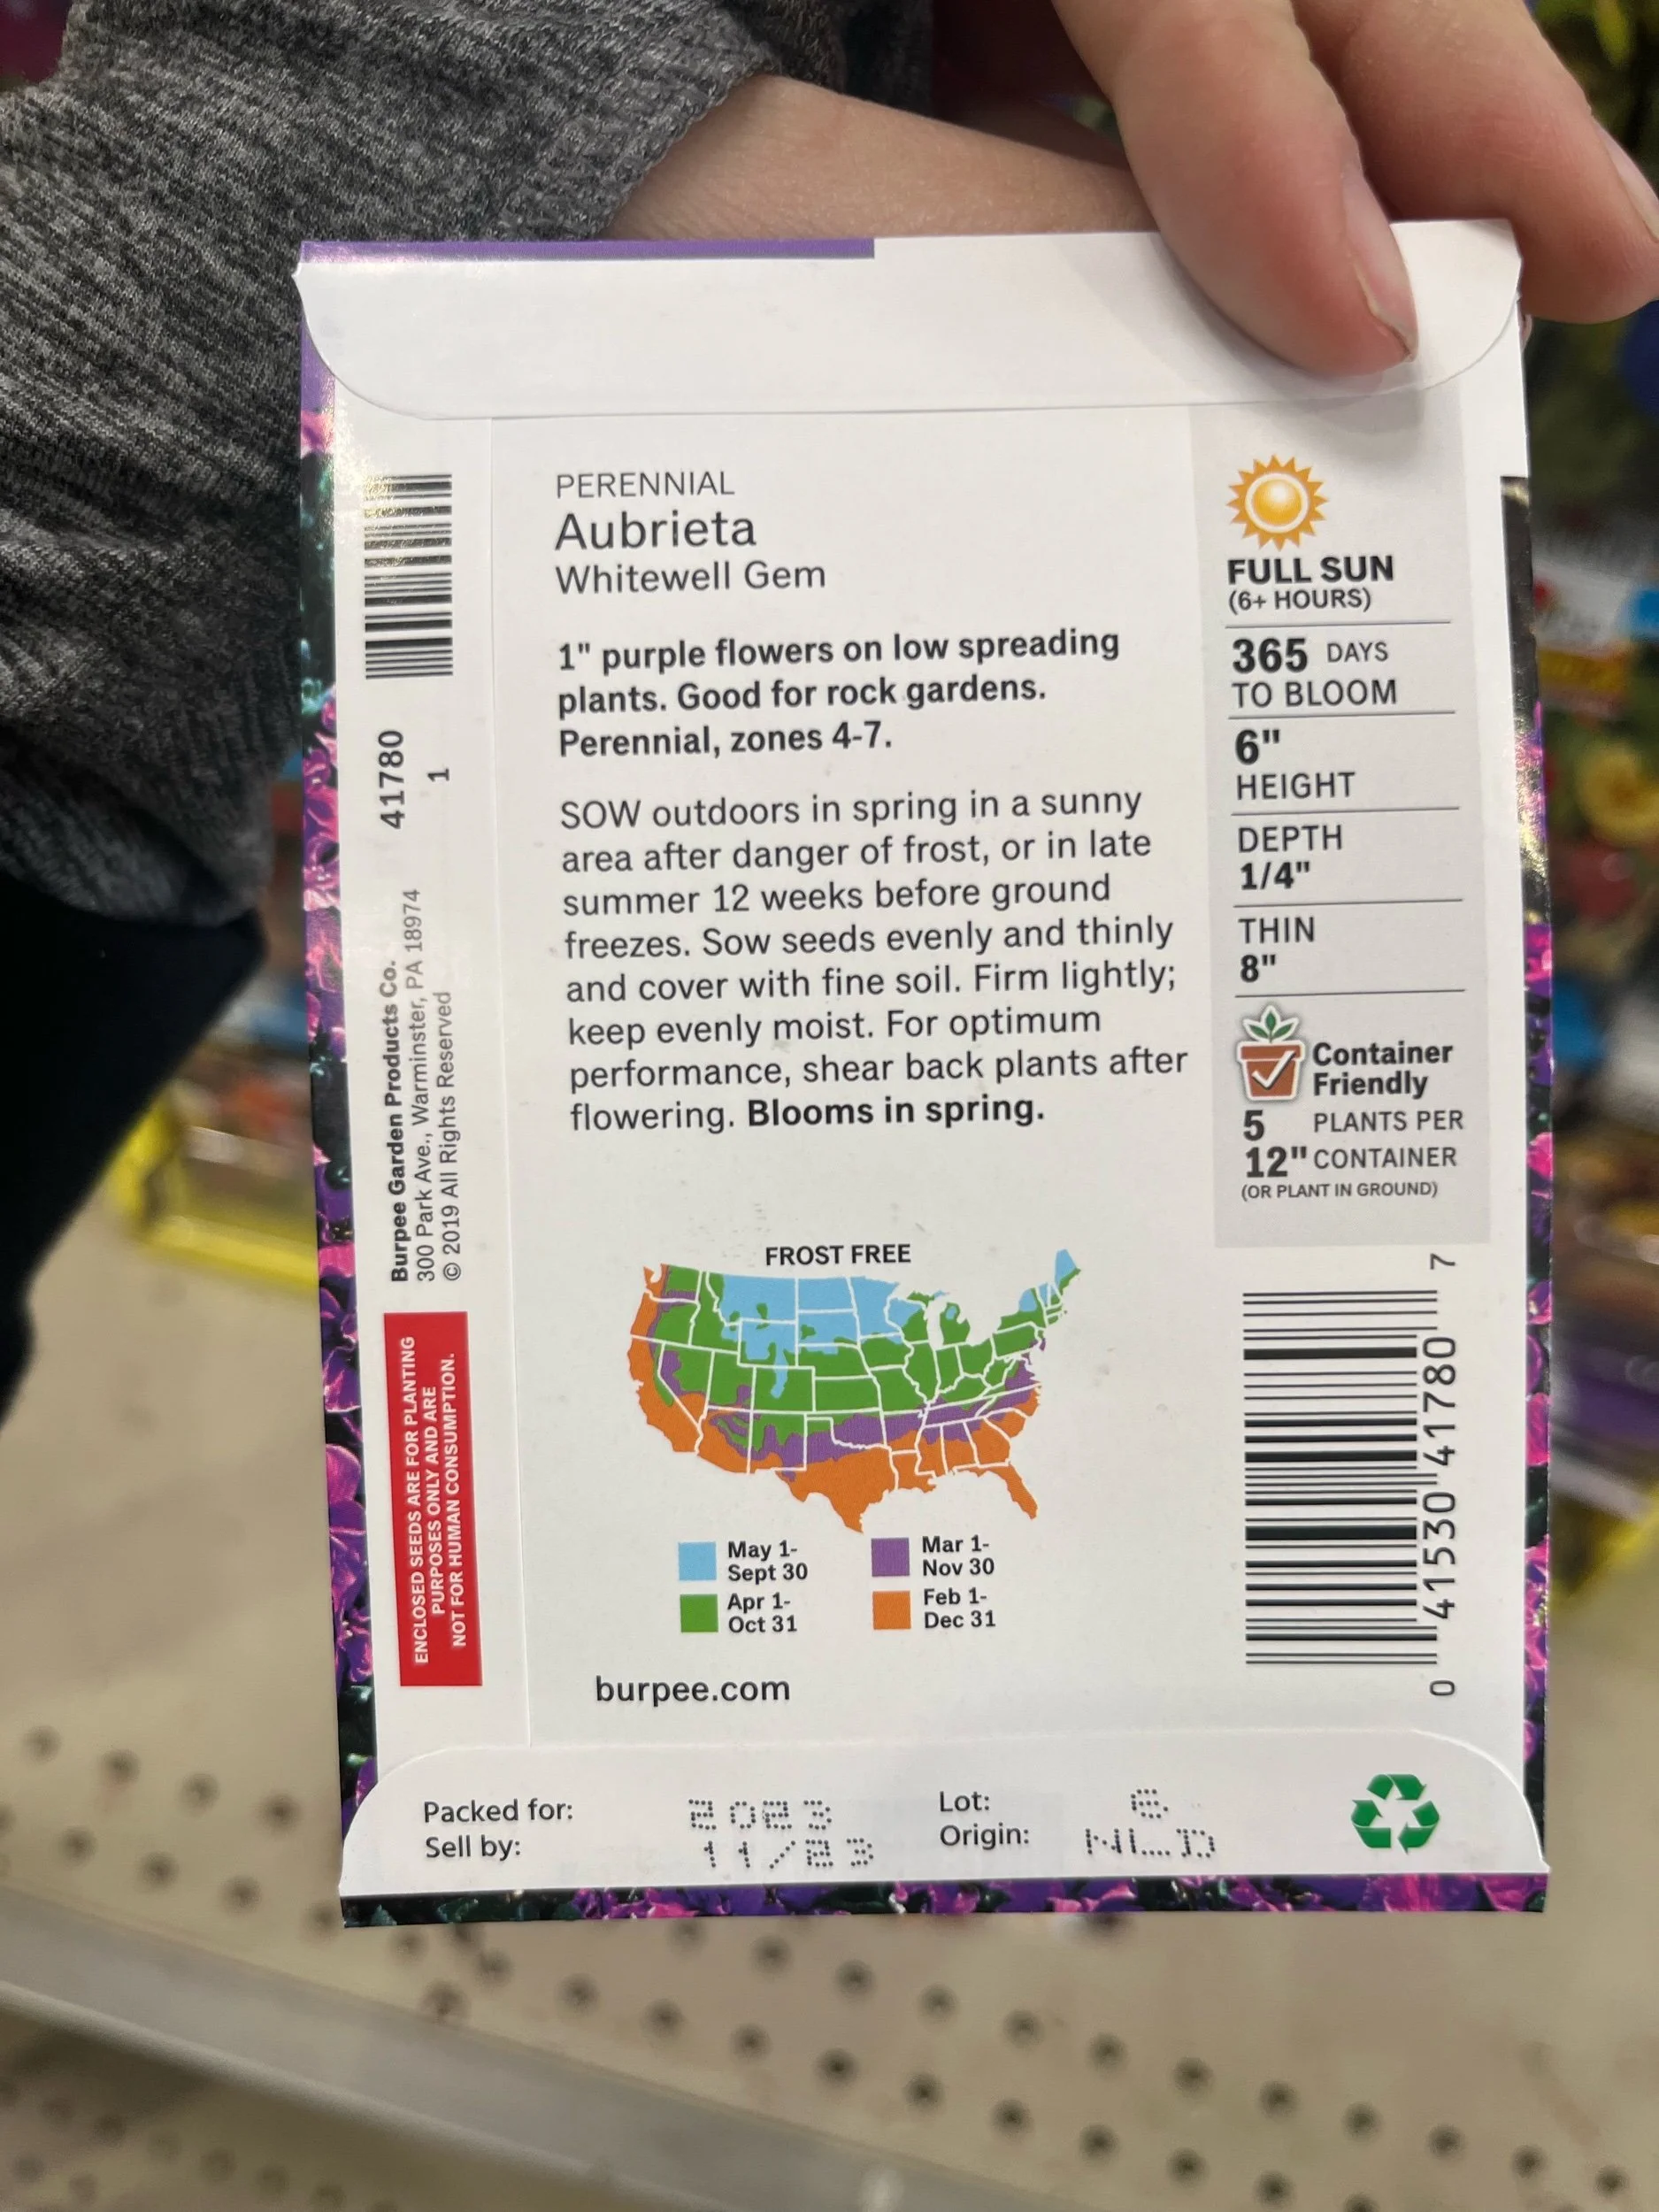 PERENNIAL
Aubrieta
Whitewell Gem
1" purple flowers on low spreading
plants. Good for rock gardens.
Perennial, zones 4-7.
SOW outdoors in spring in a sunny
area after danger of frost, or in late
summer 12 weeks before ground
freezes. Sow seeds evenly and thinly
and cover with fine soil. Firm lightly;
keep evenly moist. For optimum
performance, shear back plants after
flowering. Blooms in spring.
FULL SUN
(6+ HOURS)
365 DAYS
TO BLOOM
6"
HEIGHT
DEPTH
1/4"
THIN
8"
Container
Friendly
5 PLANTS PER
12" CONTAINER
(OR PLANT IN GROUND)
41780
1
Burpee Garden Products Co.
300 Park Ave., Warminster, PA 18974
© 2019 All Rights Reserved
ENCLOSED SEEDS ARE FOR PLANTING
PURPOSES ONLY AND ARE
NOT FOR HUMAN CONSUMPTION.
FROST FREE
May 1-
Sept 30
Mar 1-
Nov 30
Apr 1-
Oct 31
Feb 1-
Dec 31
burpee.com
0 41530 41780 7
Packed for: 2023
Sell by: 11/23
Lot:
Origin: NLD